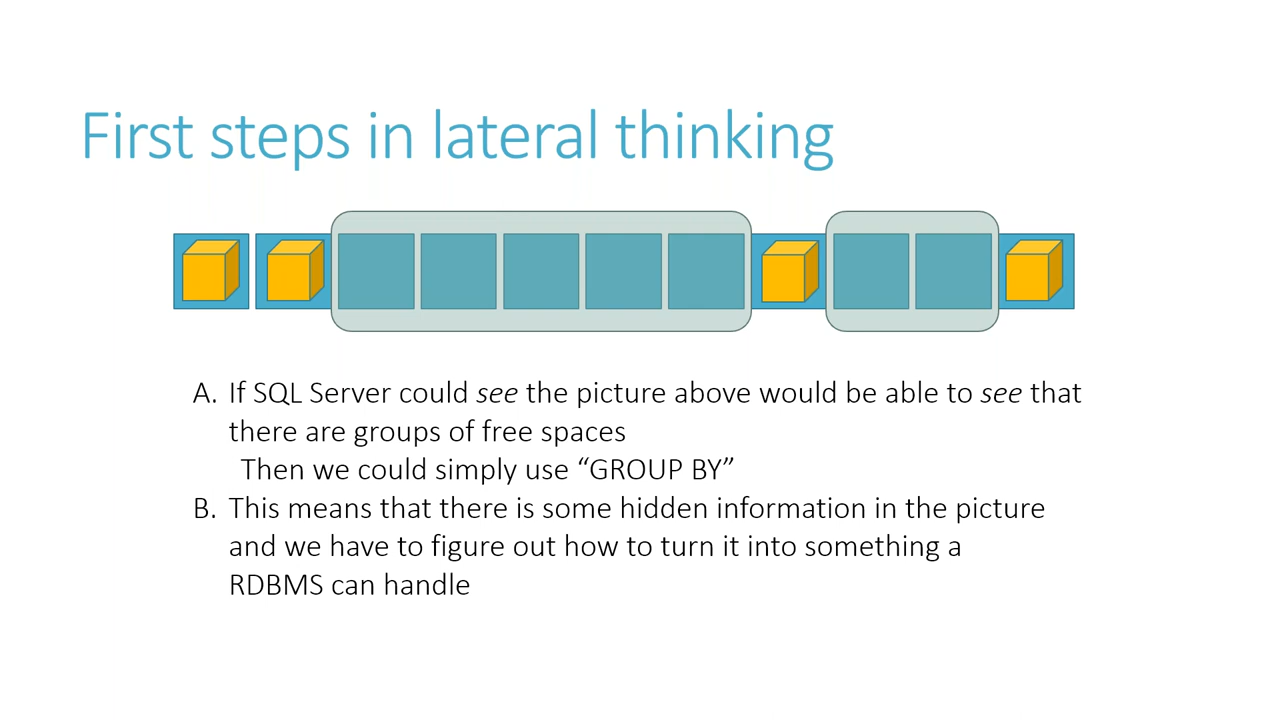 First steps in lateral thinking
A. If SQL Server could see the picture above would be able to see that
there are groups of free spaces
Then we could simply use “GROUP BY”
B. This means that there is some hidden information in the picture
and we have to figure out how to turn it into something a
RDBMS can handle